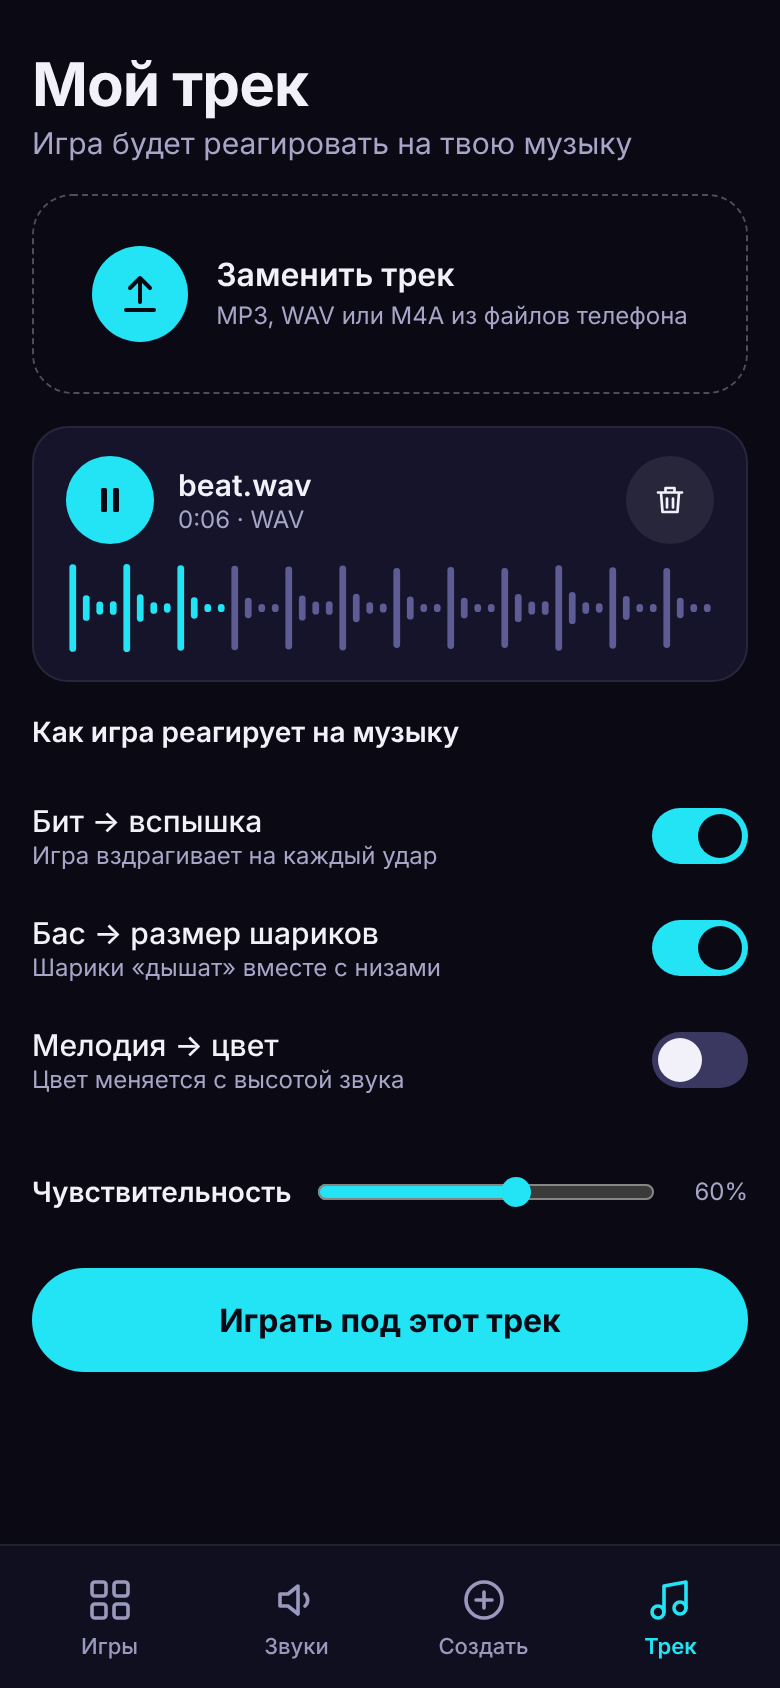 Мой трек
Игра будет реагировать на твою музыку
Заменить трек
MP3, WAV или M4A из файлов телефона
beat.wav
0:06 · WAV
Как игра реагирует на музыку
Бит → вспышка
Игра вздрагивает на каждый удар
Бас → размер шариков
Шарики «дышат» вместе с низами
Мелодия → цвет
Цвет меняется с высотой звука
Чувствительность 60%
Играть под этот трек
Игры Звуки Создать Трек